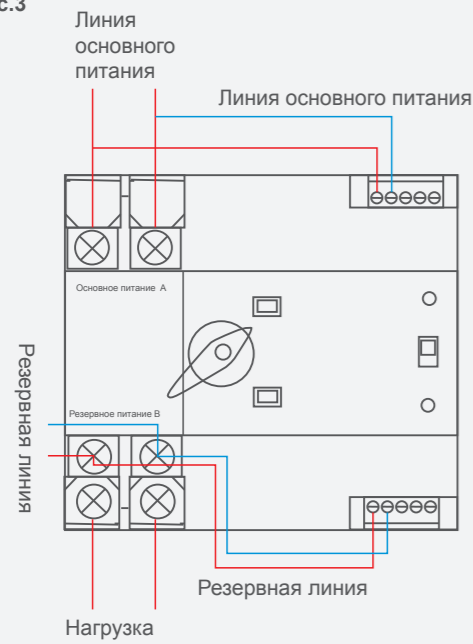 с.3
Линия
основного
питания
Линия основного питания
Основное питание А
Резервное питание В
Резервная линия
Резервная линия
Нагрузка